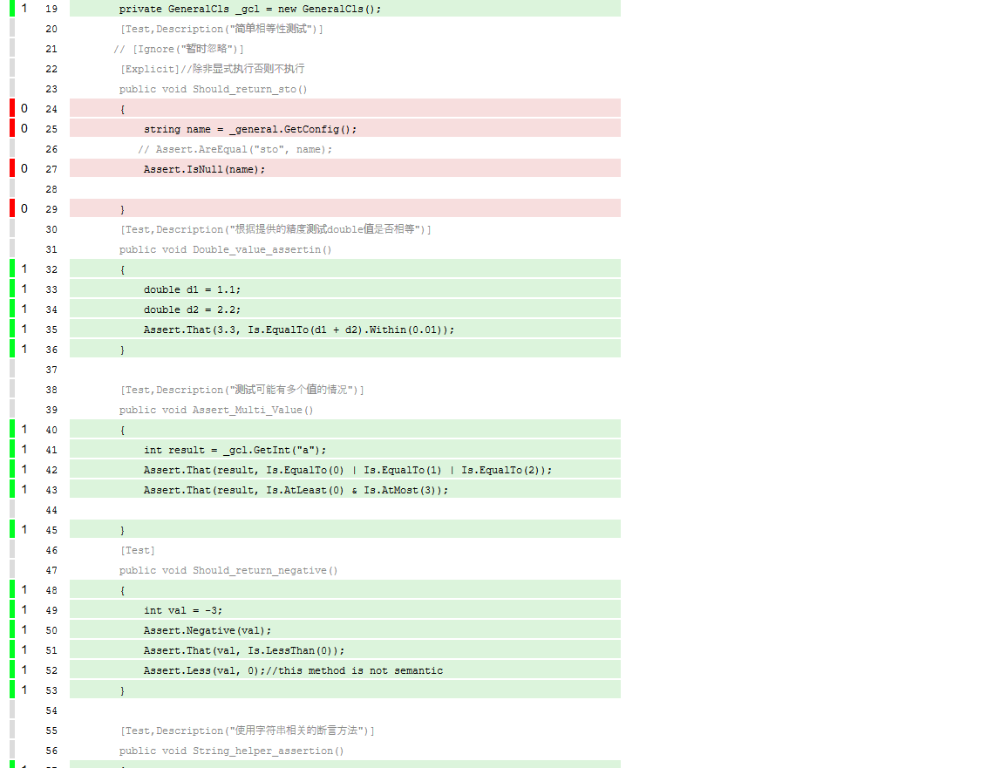 1 19 private GeneralCls _gcl = new GeneralCls();
20 [Test,Description("简单相等性测试")]
21 // [Ignore("暂时忽略")]
22 [Explicit]//除非显式执行否则不执行
23 public void Should_return_sto()
0 24 {
0 25 string name = _general.GetConfig();
26 // Assert.AreEqual("sto", name);
0 27 Assert.IsNull(name);
28
0 29 }
30 [Test,Description("根据提供的精度测试double值是否相等")]
31 public void Double_value_assertin()
1 32 {
1 33 double d1 = 1.1;
1 34 double d2 = 2.2;
1 35 Assert.That(3.3, Is.EqualTo(d1 + d2).Within(0.01));
1 36 }
37
38 [Test,Description("测试可能有多个值的情况")]
39 public void Assert_Multi_Value()
1 40 {
1 41 int result = _gcl.GetInt("a");
1 42 Assert.That(result, Is.EqualTo(0) | Is.EqualTo(1) | Is.EqualTo(2));
1 43 Assert.That(result, Is.AtLeast(0) & Is.AtMost(3));
44
1 45 }
46 [Test]
47 public void Should_return_negative()
1 48 {
1 49 int val = -3;
1 50 Assert.Negative(val);
1 51 Assert.That(val, Is.LessThan(0));
1 52 Assert.Less(val, 0);//this method is not semantic
1 53 }
54
55 [Test,Description("使用字符串相关的断言方法")]
56 public void String_helper_assertion()